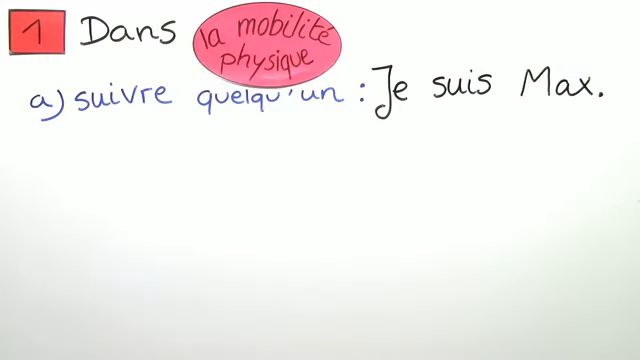 1 Dans la mobilité physique
a) suivre quelqu'un : Je suis Max.